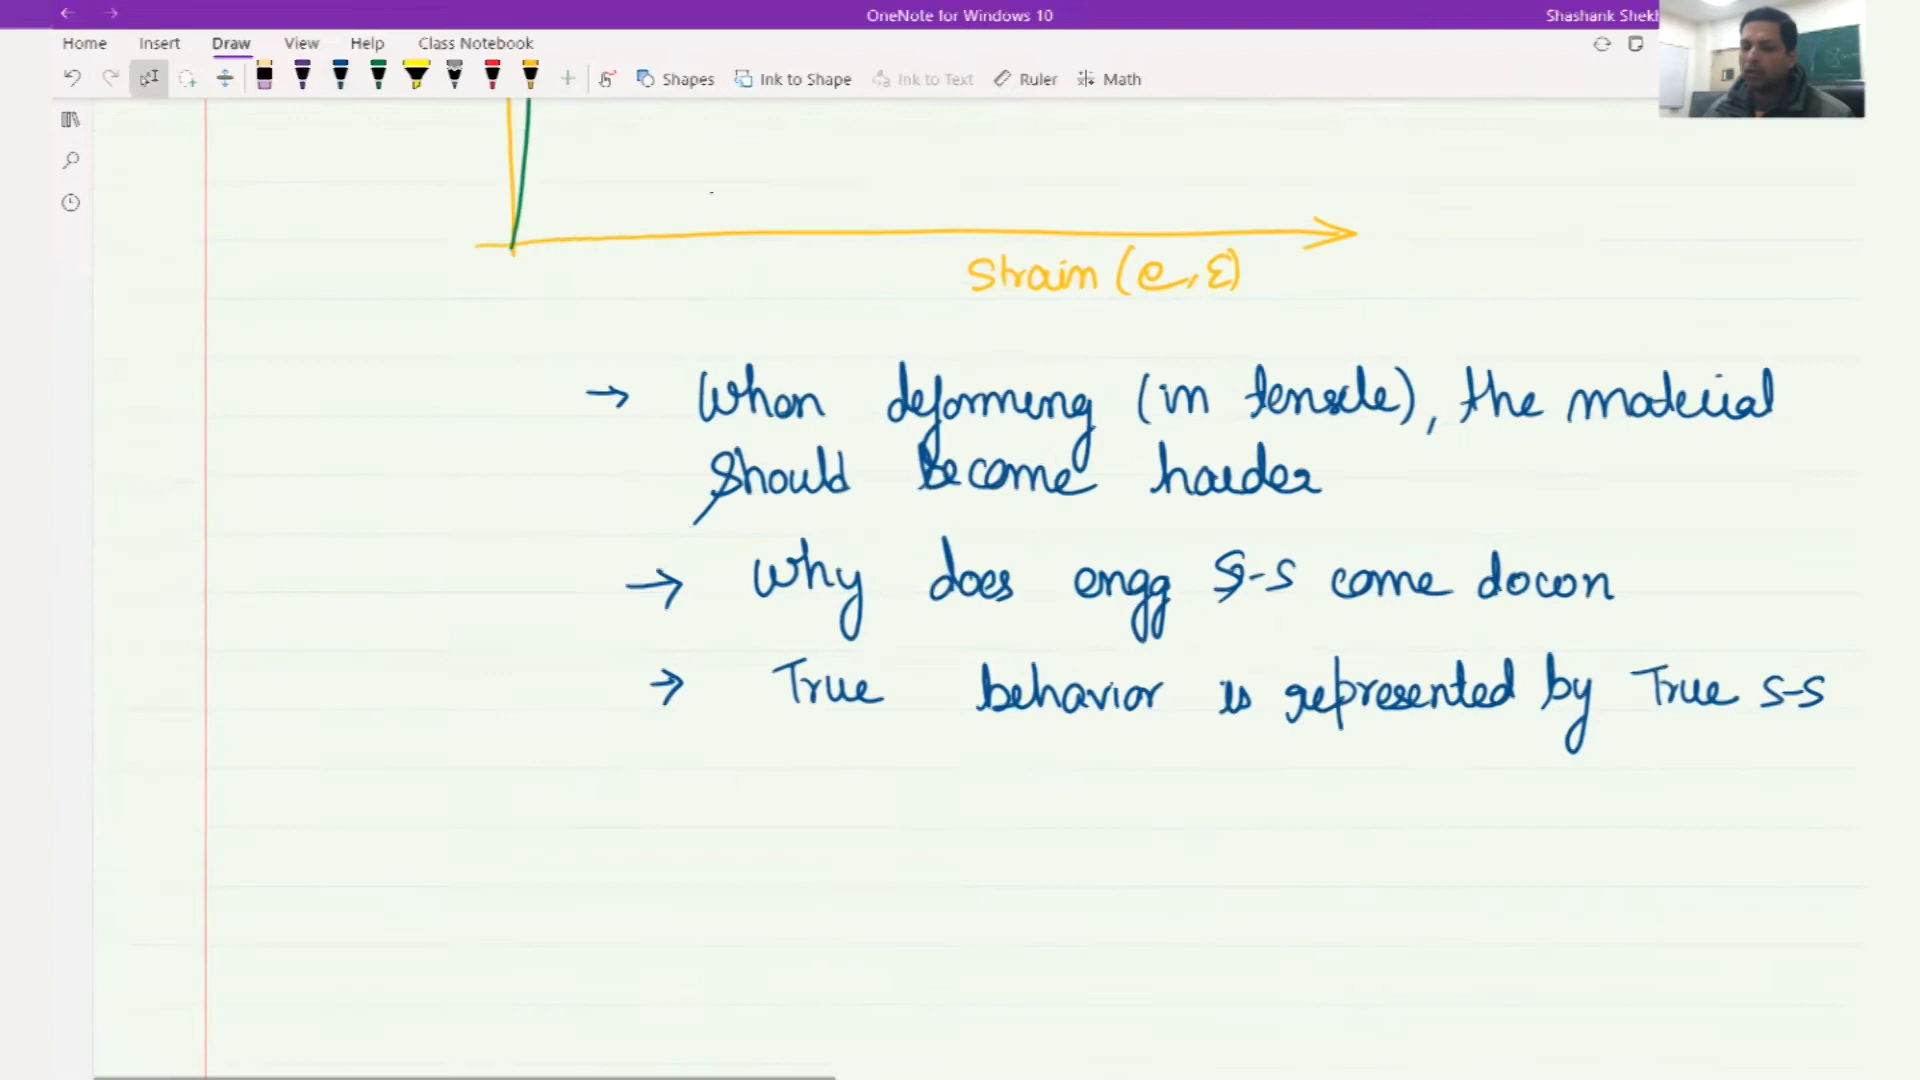 OneNote for Windows 10
Shashank Shekh
Home Insert Draw View Help Class Notebook
Shapes Ink to Shape Ink to Text Ruler Math
Strain (e, ε)
→ When deforming (in tensile), the material
should become harder
→ Why does engg s-s come down
→ True behavior is represented by True s-s